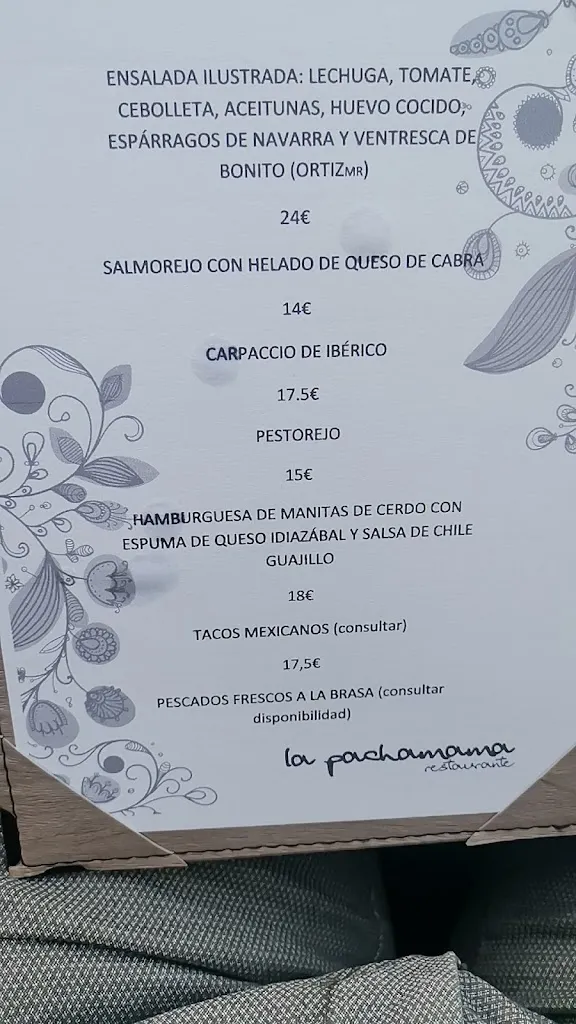 ENSALADA ILUSTRADA: LECHUGA, TOMATE,
CEBOLLETA, ACEITUNAS, HUEVO COCIDO,
ESPÁRRAGOS DE NAVARRA Y VENTRESCA DE
BONITO (ORTIZMR)
24€
SALMOREJO CON HELADO DE QUESO DE CABRA
14€
CARPACCIO DE IBÉRICO
17.5€
PESTOREJO
15€
HAMBURGUESA DE MANITAS DE CERDO CON
ESPUMA DE QUESO IDIAZÁBAL Y SALSA DE CHILE
GUAJILLO
18€
TACOS MEXICANOS (consultar)
17,5€
PESCADOS FRESCOS A LA BRASA (consultar
disponibilidad)
la pachamama
restaurante